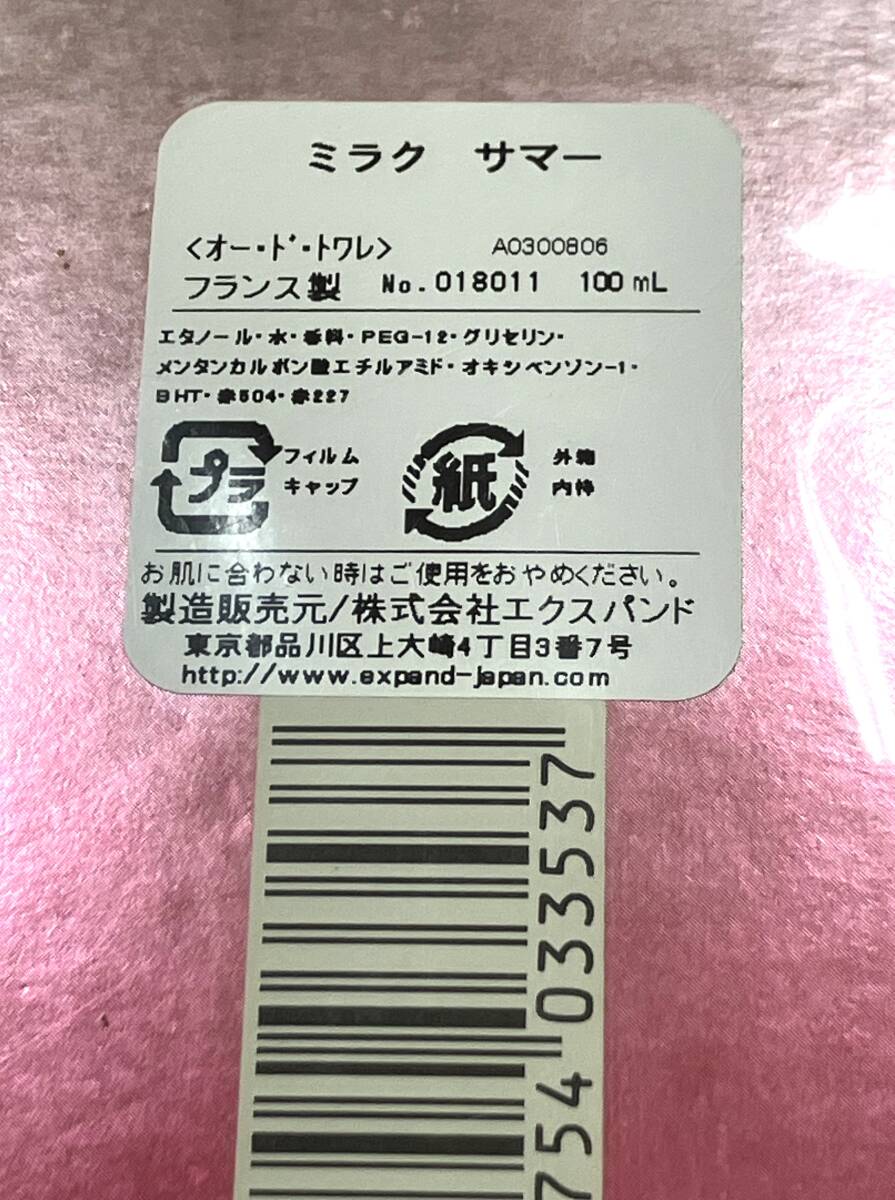 ミラク　サマー
<オー・ド・トワレ>　A0300806
フランス製　No.018011　100mL
エタノール・水・香料・PEG-12・グリセリン・
メンタンカルボン酸エチルアミド・オキシベンゾン-1・
BHT・赤504・赤227
プラ　フィルム　紙　外箱
キャップ　内枠
お肌に合わない時はご使用をおやめください。
製造販売元/株式会社エクスパンド
東京都品川区上大崎4丁目3番7号
http://www.expand-japan.com
754 033537